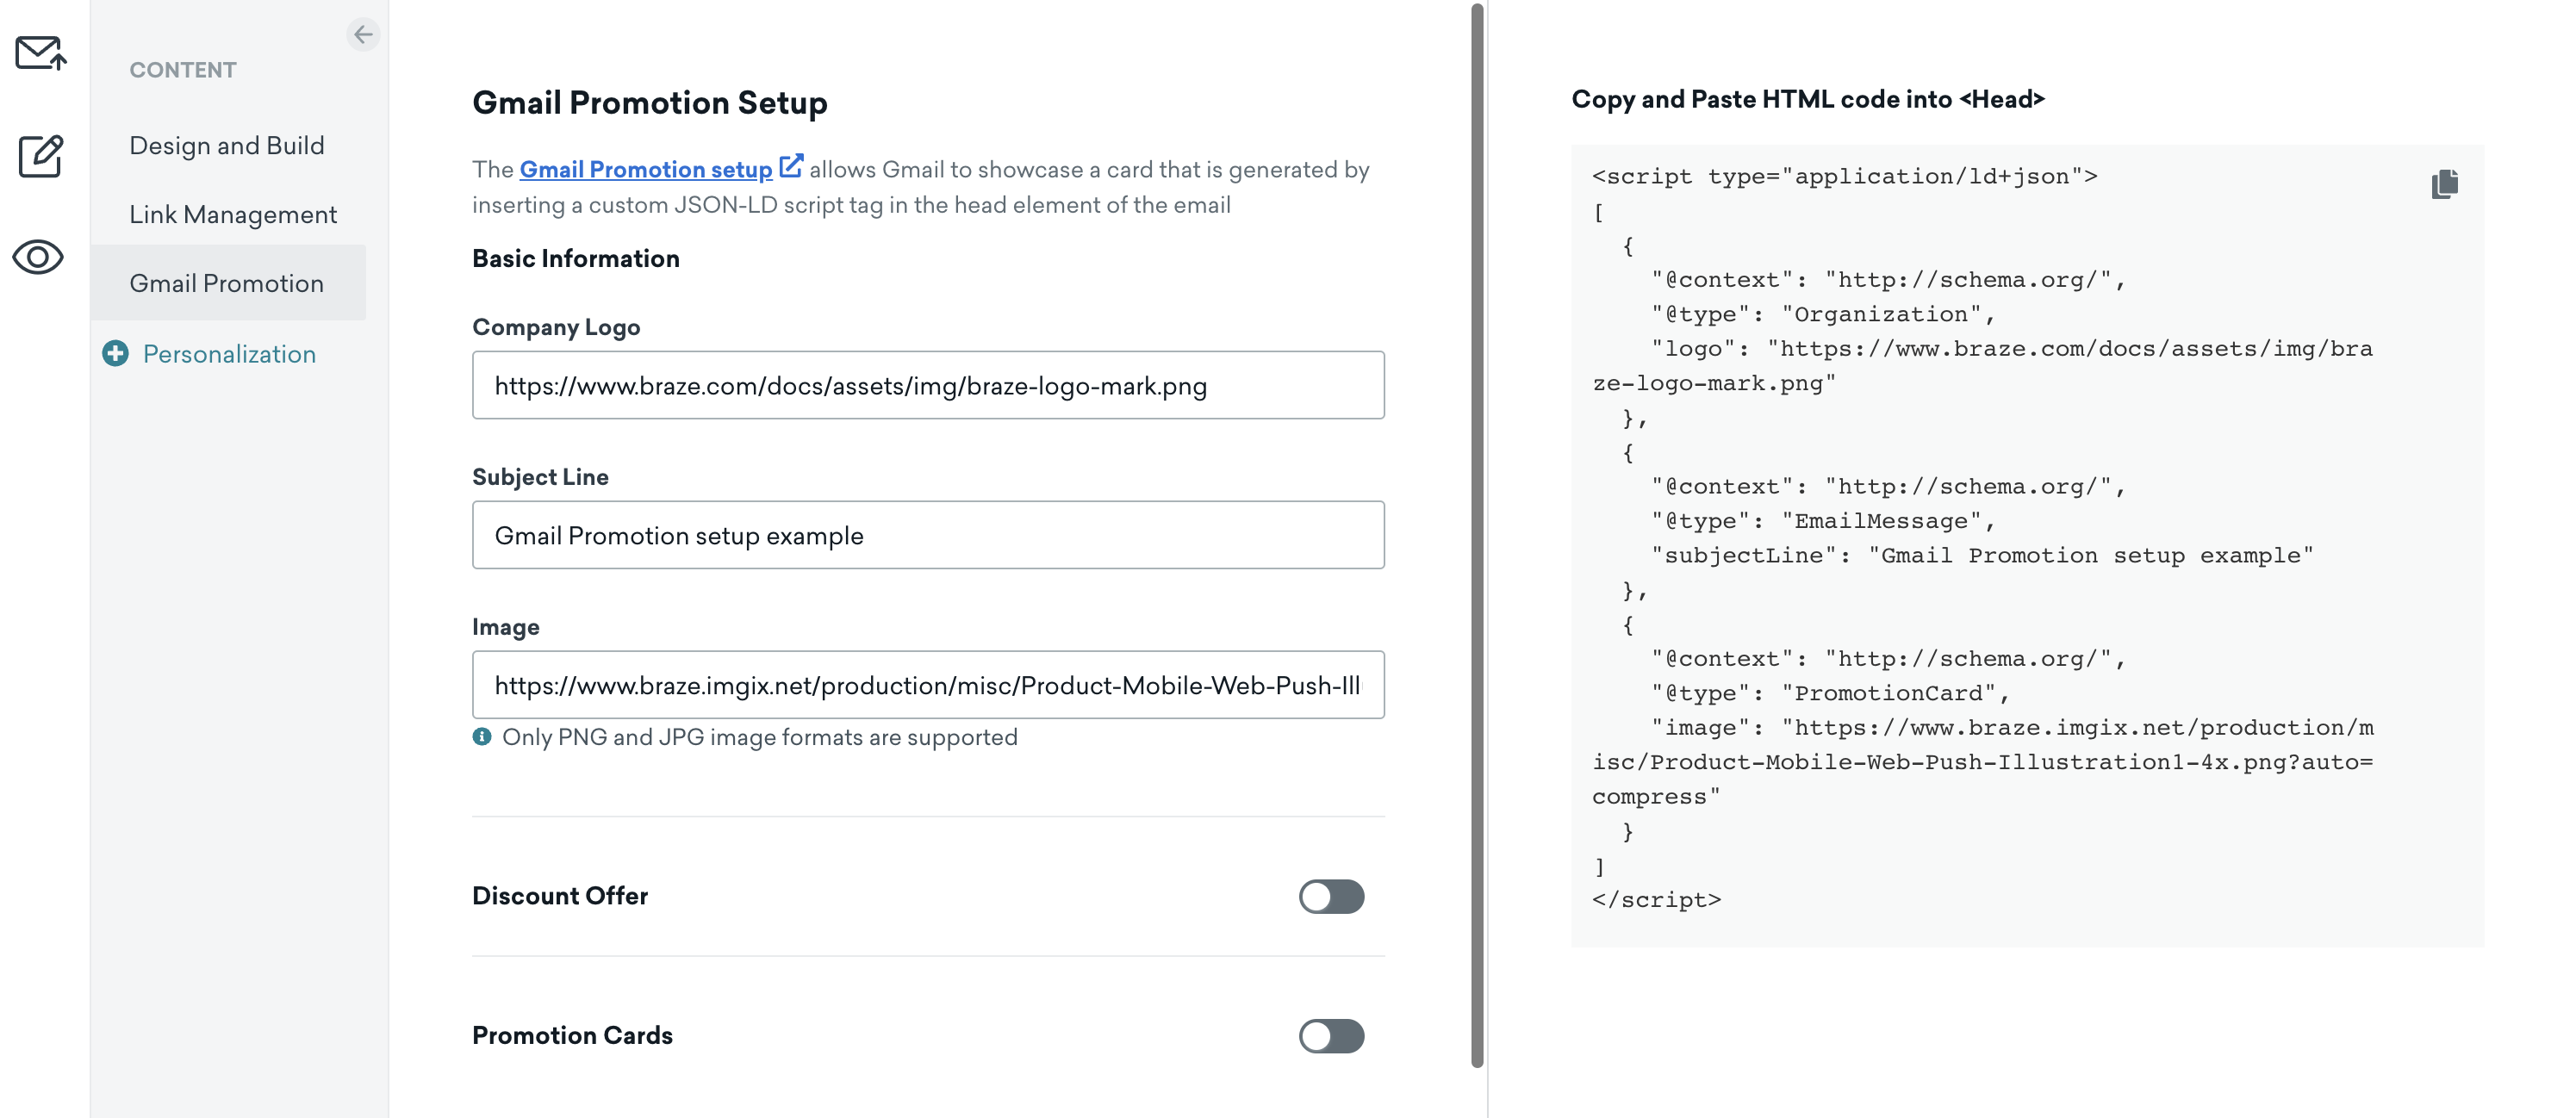 CONTENT
Design and Build
Link Management
Gmail Promotion
Personalization
Gmail Promotion Setup
The Gmail Promotion setup allows Gmail to showcase a card that is generated by
inserting a custom JSON-LD script tag in the head element of the email
Basic Information
Company Logo
https://www.braze.com/docs/assets/img/braze-logo-mark.png
Subject Line
Gmail Promotion setup example
Image
https://www.braze.imgix.net/production/misc/Product-Mobile-Web-Push-Ill
Only PNG and JPG image formats are supported
Discount Offer
Promotion Cards
Copy and Paste HTML code into <Head>
<script type="application/ld+json">
[
{
"@context": "http://schema.org/",
"@type": "Organization",
"logo": "https://www.braze.com/docs/assets/img/bra
ze-logo-mark.png"
},
{
"@context": "http://schema.org/",
"@type": "EmailMessage",
"subjectLine": "Gmail Promotion setup example"
},
{
"@context": "http://schema.org/",
"@type": "PromotionCard",
"image": "https://www.braze.imgix.net/production/m
isc/Product-Mobile-Web-Push-Illustration1-4x.png?auto=
compress"
}
]
</script>